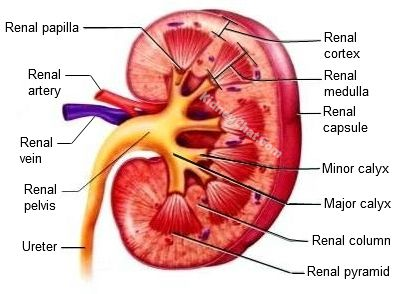 Renal papilla
Renal
cortex
Renal
artery
Renal
medulla
Renal
capsule
Renal
vein
Minor calyx
Renal
pelvis
Major calyx
Renal column
Ureter
Renal pyramid